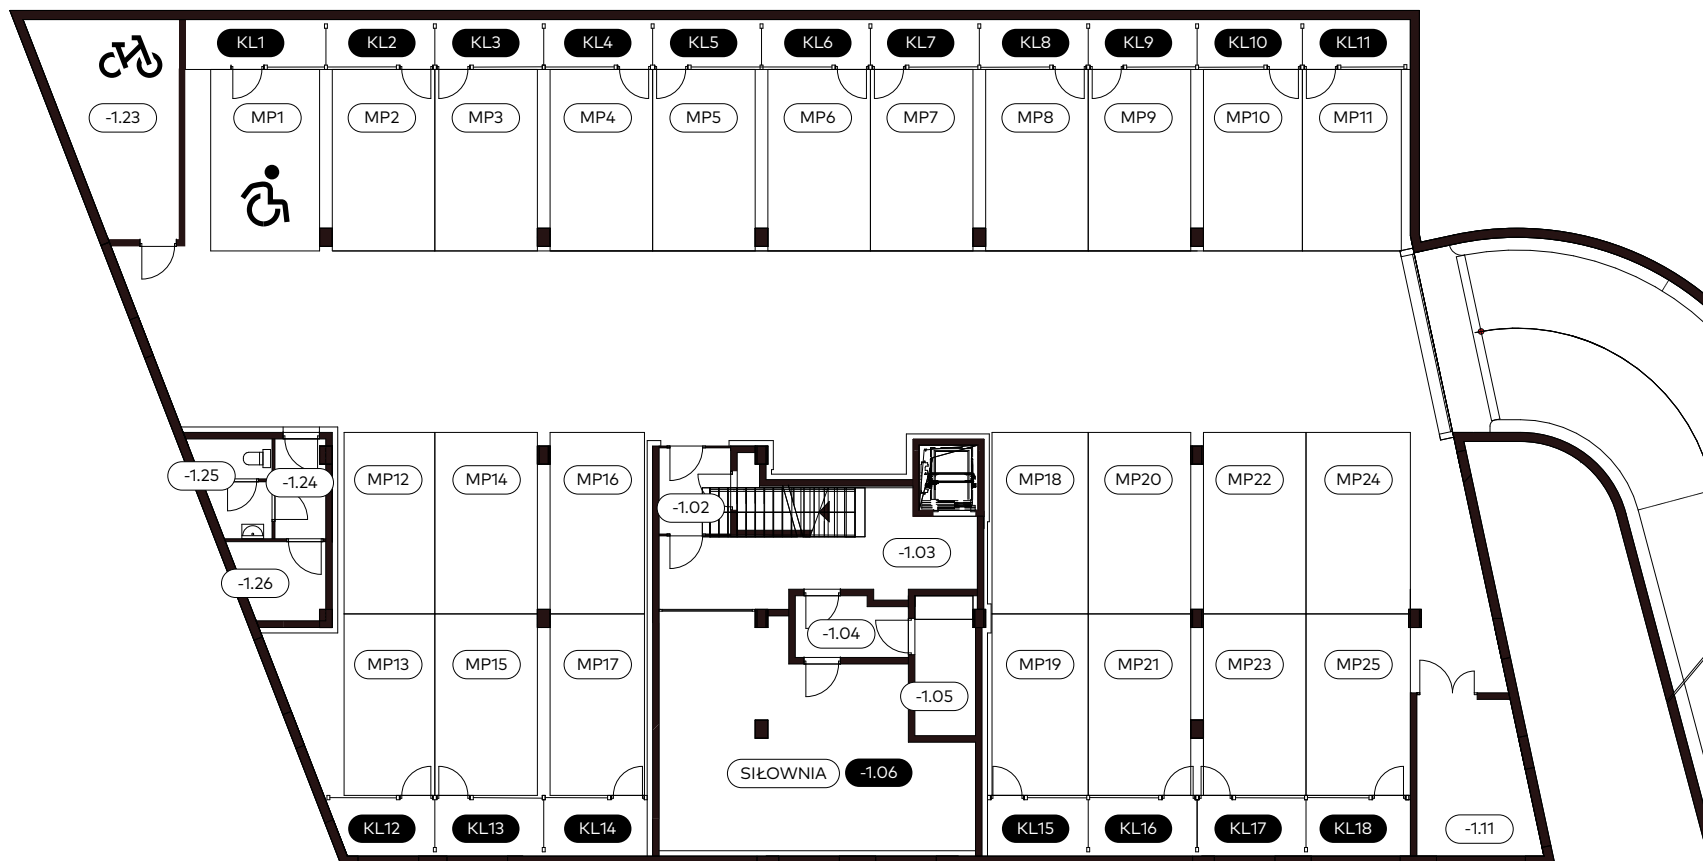 KL1
KL2
KL3
KL4
KL5
KL6
KL7
KL8
KL9
KL10
KL11
-1.23
MP1
MP2
MP3
MP4
MP5
MP6
MP7
MP8
MP9
MP10
MP11
-1.25
-1.24
MP12
MP14
MP16
-1.02
MP18
MP20
MP22
MP24
-1.03
-1.26
-1.04
MP13
MP15
MP17
MP19
MP21
MP23
MP25
-1.05
SIŁOWNIA -1.06
KL12
KL13
KL14
KL15
KL16
KL17
KL18
-1.11